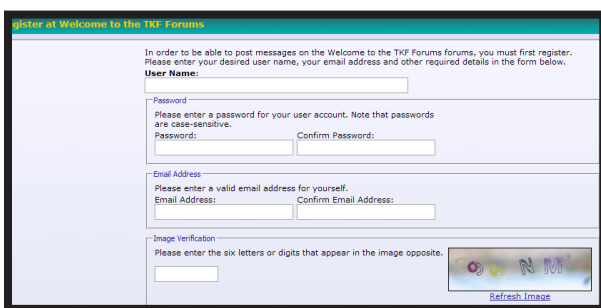 gister at Welcome to the TKF Forums
In order to be able to post messages on the Welcome to the TKF Forums forums, you must first register.
Please enter your desired user name, your email address and other required details in the form below.
User Name:
Password
Please enter a password for your user account. Note that passwords
are case-sensitive.
Password: Confirm Password:
Email Address
Please enter a valid email address for yourself.
Email Address: Confirm Email Address:
Image Verification
Please enter the six letters or digits that appear in the image opposite.
Refresh Image